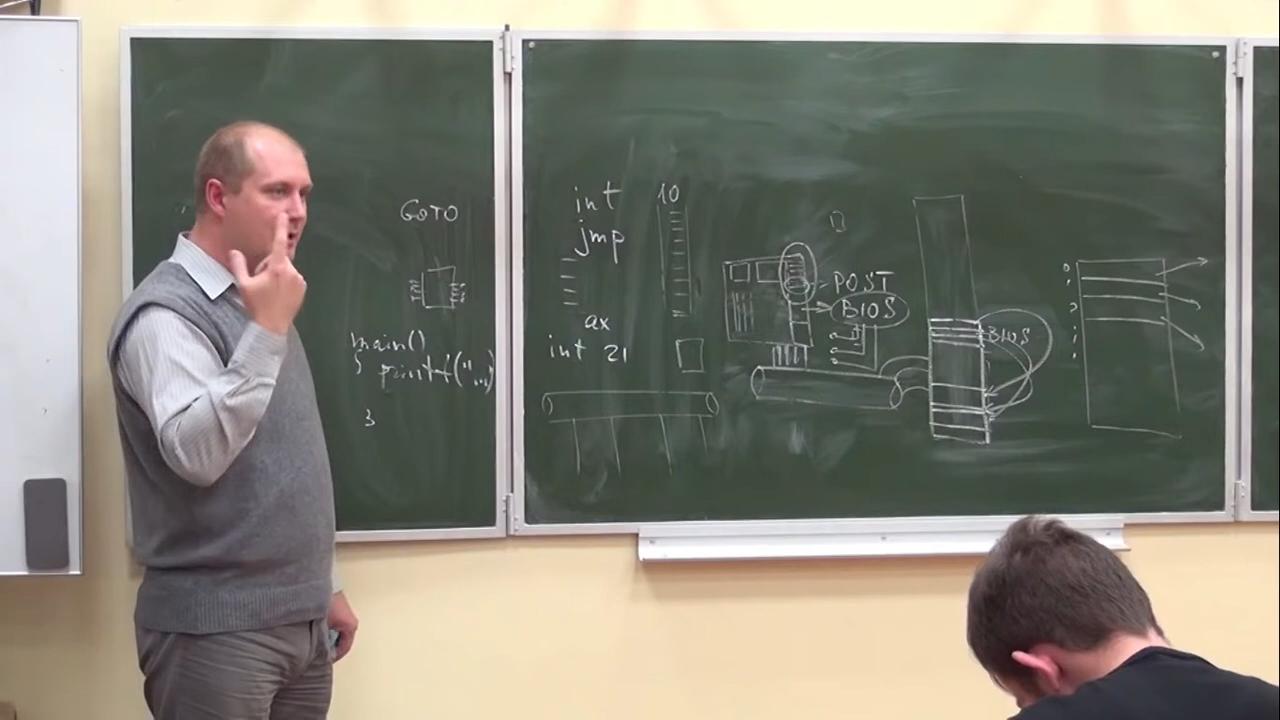 GOTO
main()
{ printf("...")
}
int 10
jmp
ax
int 21
POST
BIOS
BIOS